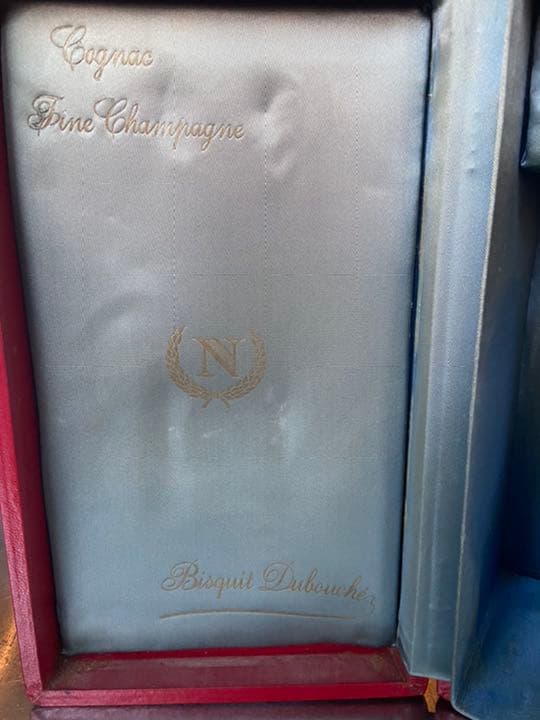 Cognac
Fine Champagne
N
Bisquit Dubouché